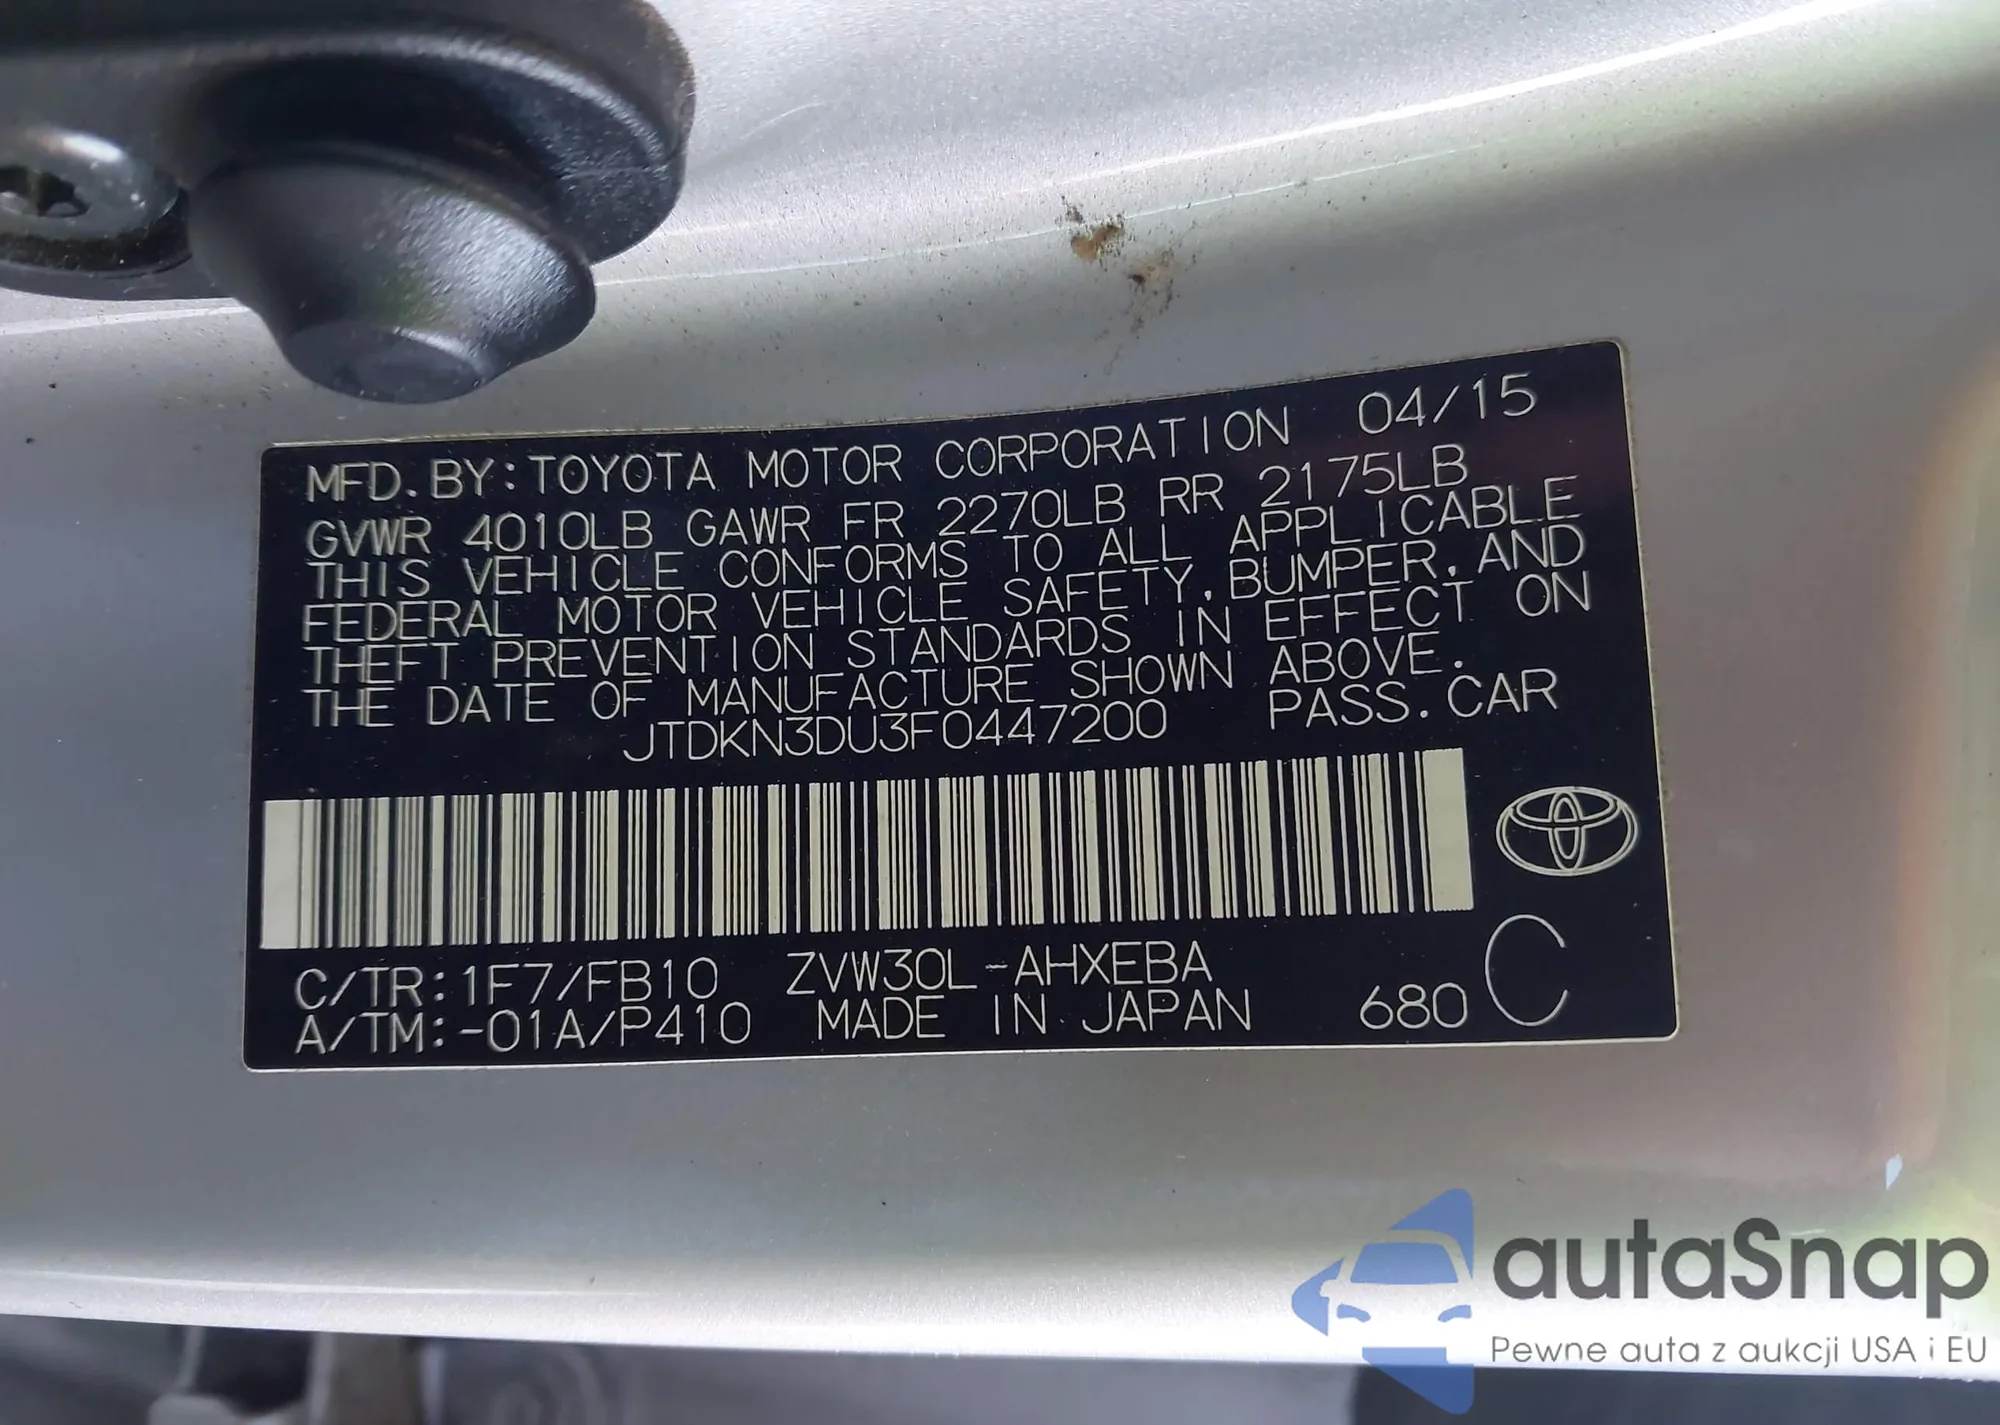 MFD.BY:TOYOTA MOTOR CORPORATION 04/15
GVWR 4010LB GAWR FR 2270LB RR 2175LB
THIS VEHICLE CONFORMS TO ALL APPLICABLE
FEDERAL MOTOR VEHICLE SAFETY,BUMPER,AND
THEFT PREVENTION STANDARDS IN EFFECT ON
THE DATE OF MANUFACTURE SHOWN ABOVE.
JTDKN3DU3F0447200 PASS.CAR
C/TR:1F7/FB10 ZVW30L-AHXEBA
A/TM:-01A/P410 MADE IN JAPAN 680 C
autaSnap
Pewne auta z aukcji USA i EU